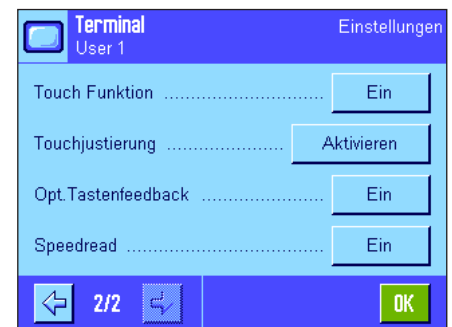 Terminal
Einstellungen
User 1
Touch Funktion ............................ Ein
Touchjustierung ..................... Aktivieren
Opt.Tastenfeedback ..................... Ein
Speedread ................................... Ein
2/2
OK